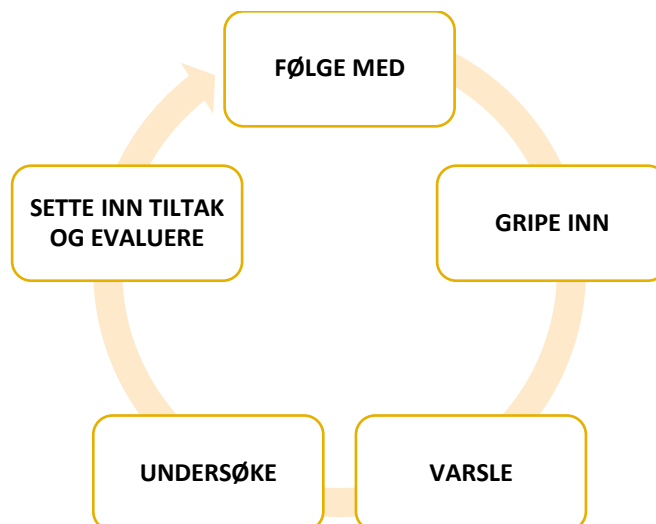 FØLGE MED
GRIPE INN
VARSLE
UNDERSØKE
SETTE INN TILTAK
OG EVALUERE